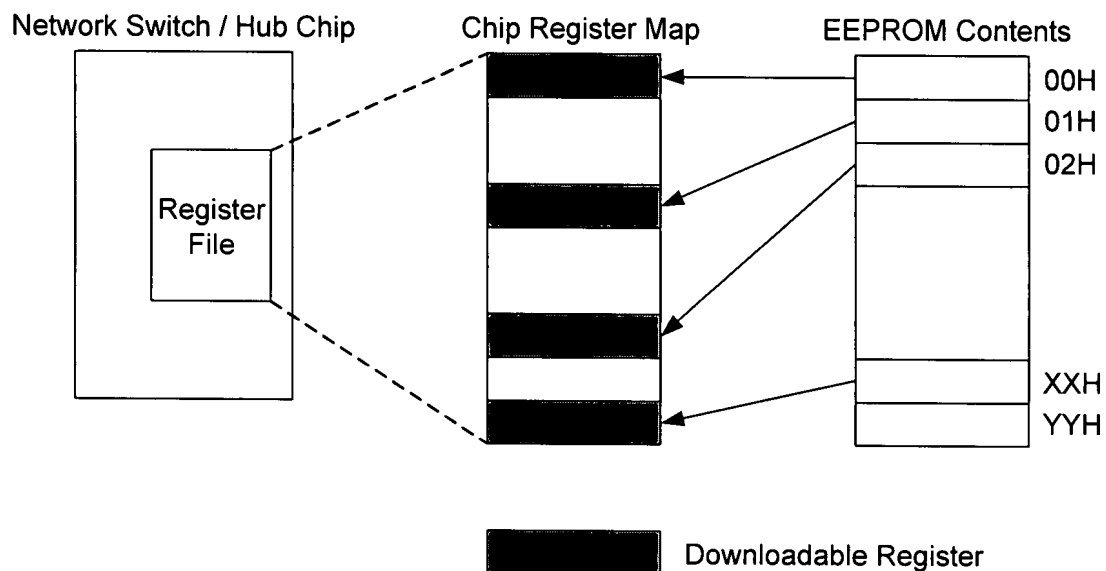 Network Switch / Hub Chip
Chip Register Map
EEPROM Contents
00H
01H
02H
Register
File
XXH
YYH
Downloadable Register